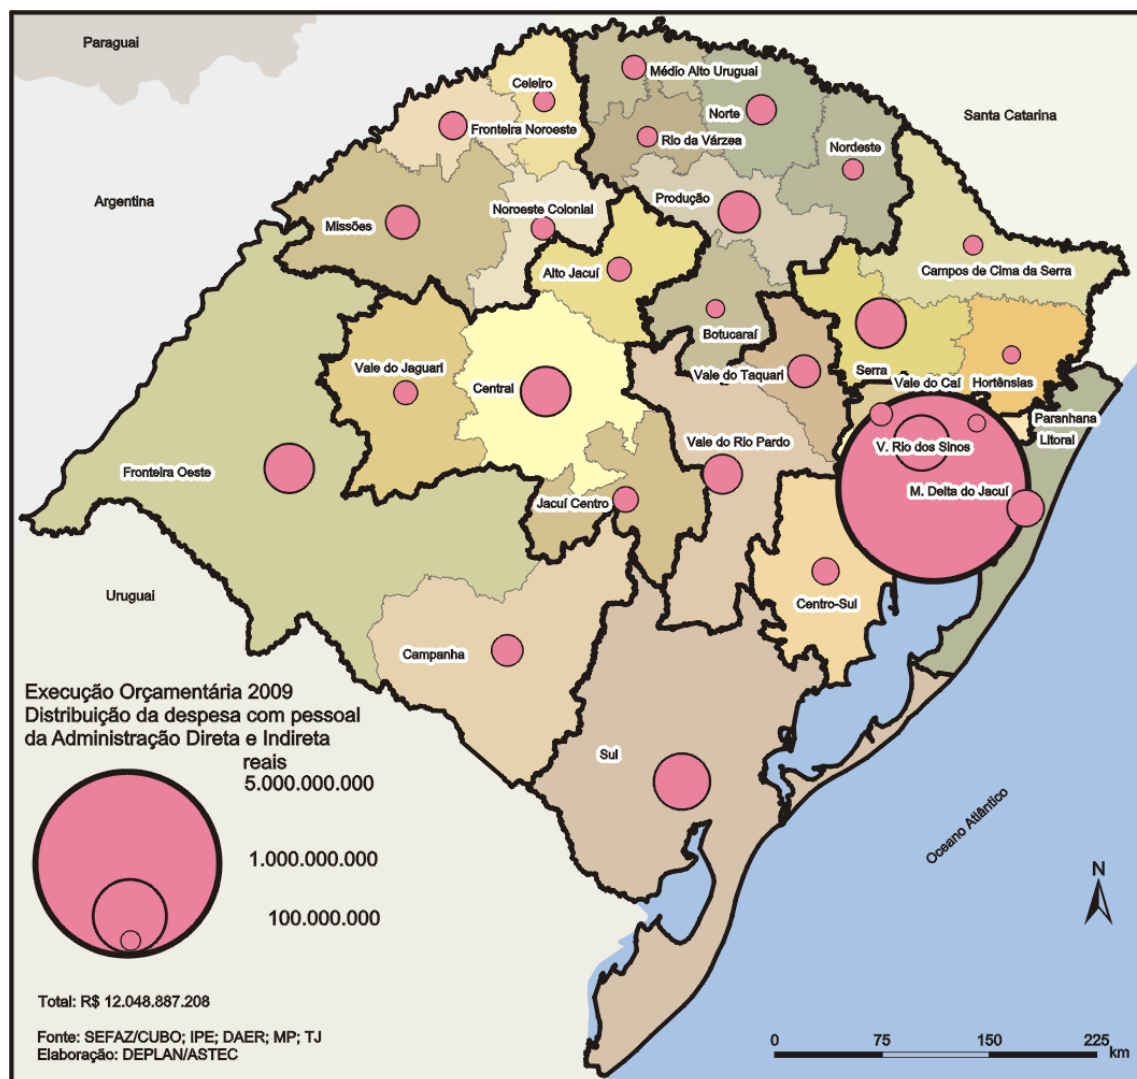 Paraguai
Celeiro
Médio Alto Uruguai
Norte
Santa Catarina
Fronteira Noroeste
Rio da Várzea
Nordeste
Argentina
Produção
Noroeste Colonial
Missões
Alto Jacuí
Campos de Cima da Serra
Botucaraí
Vale do Jaguari
Central
Vale do Taquari
Serra
Vale do Caí
Hortênsias
Paranhana
Litoral
Vale do Rio Pardo
V. Rio dos Sinos
Fronteira Oeste
M. Delta do Jacuí
Jacuí Centro
Uruguai
Centro-Sul
Campanha
Sul
Oceano Atlântico
Execução Orçamentária 2009
Distribuição da despesa com pessoal
da Administração Direta e Indireta
reais
5.000.000.000
1.000.000.000
100.000.000
Total: R$ 12.048.887.208
Fonte: SEFAZ/CUBO; IPE; DAER; MP; TJ
Elaboração: DEPLAN/ASTEC
N
0 75 150 225
km